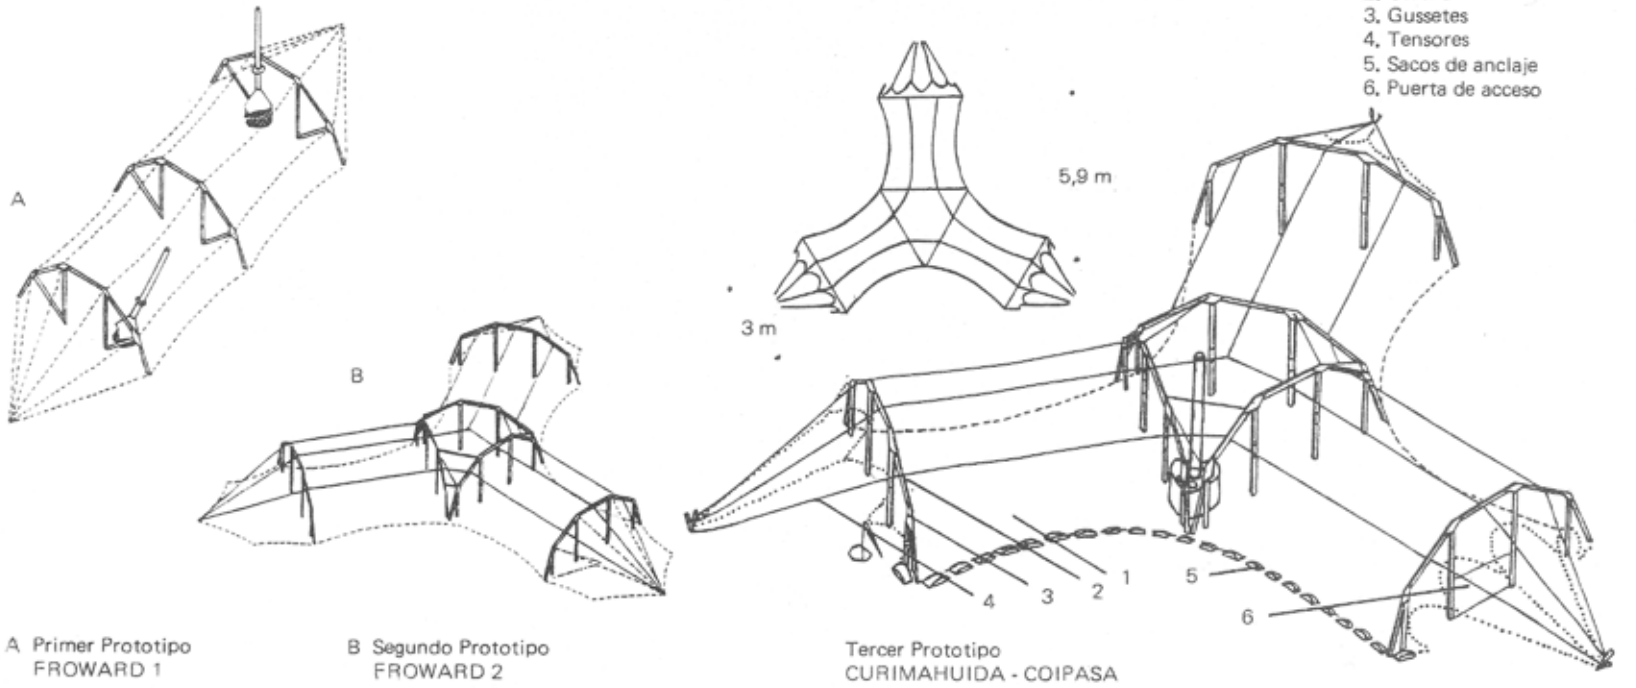 3. Gussetes
4. Tensores
5. Sacos de anclaje
6. Puerta de acceso
A
5,9 m
3 m
B
1
2
3
4
5
6
A Primer Prototipo
FROWARD 1
B Segundo Prototipo
FROWARD 2
Tercer Prototipo
CURIMAHUIDA - COIPASA